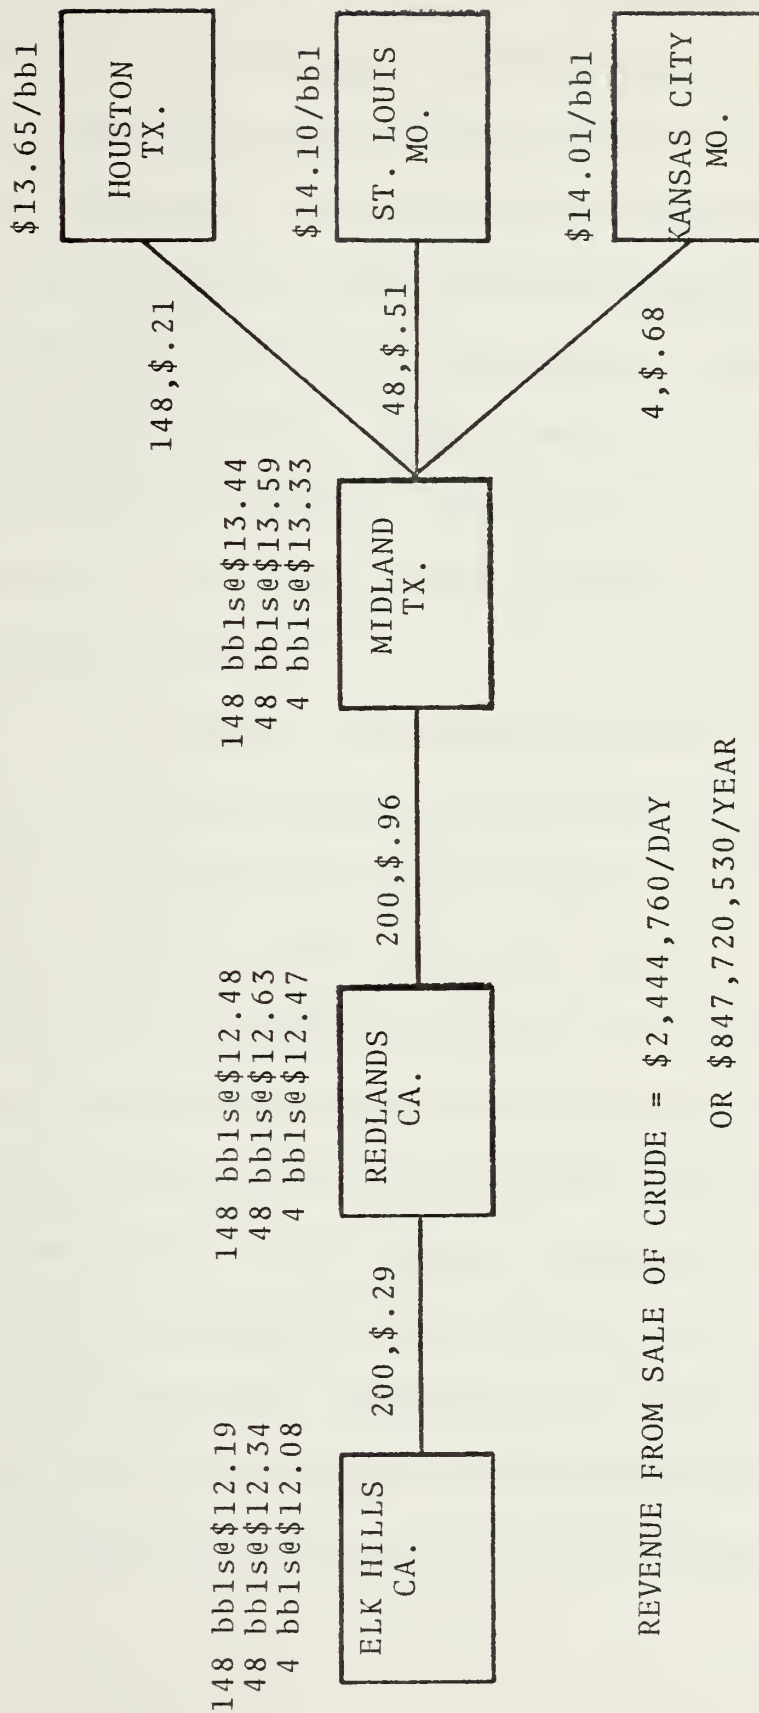 148 bbls@$12.19
48 bbls@$12.34
4 bbls@$12.08
ELK HILLS
CA.
200,$.29
148 bbls@$12.48
48 bbls@$12.63
4 bbls@$12.47
REDLANDS
CA.
200,$.96
148 bbls@$13.44
48 bbls@$13.59
4 bbls@$13.33
MIDLAND
TX.
148,$.21
48,$.51
4,$.68
$13.65/bbl
HOUSTON
TX.
$14.10/bbl
ST. LOUIS
MO.
$14.01/bbl
KANSAS CITY
MO.
REVENUE FROM SALE OF CRUDE = $2,444,760/DAY
OR $847,720,530/YEAR